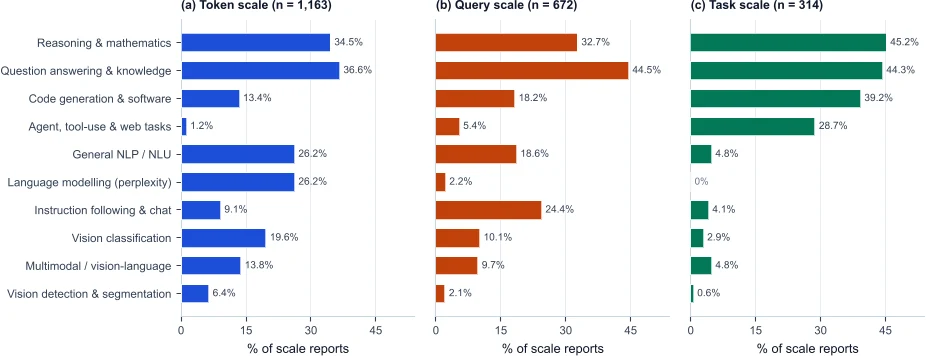 (a) Token scale (n = 1,163)
(b) Query scale (n = 672)
(c) Task scale (n = 314)
Reasoning & mathematics 34.5% 32.7% 45.2%
Question answering & knowledge 36.6% 44.5% 44.3%
Code generation & software 13.4% 18.2% 39.2%
Agent, tool-use & web tasks 1.2% 5.4% 28.7%
General NLP / NLU 26.2% 18.6% 4.8%
Language modelling (perplexity) 26.2% 2.2% 0%
Instruction following & chat 9.1% 24.4% 4.1%
Vision classification 19.6% 10.1% 2.9%
Multimodal / vision-language 13.8% 9.7% 4.8%
Vision detection & segmentation 6.4% 2.1% 0.6%
0 15 30 45 0 15 30 45 0 15 30 45
% of scale reports % of scale reports % of scale reports